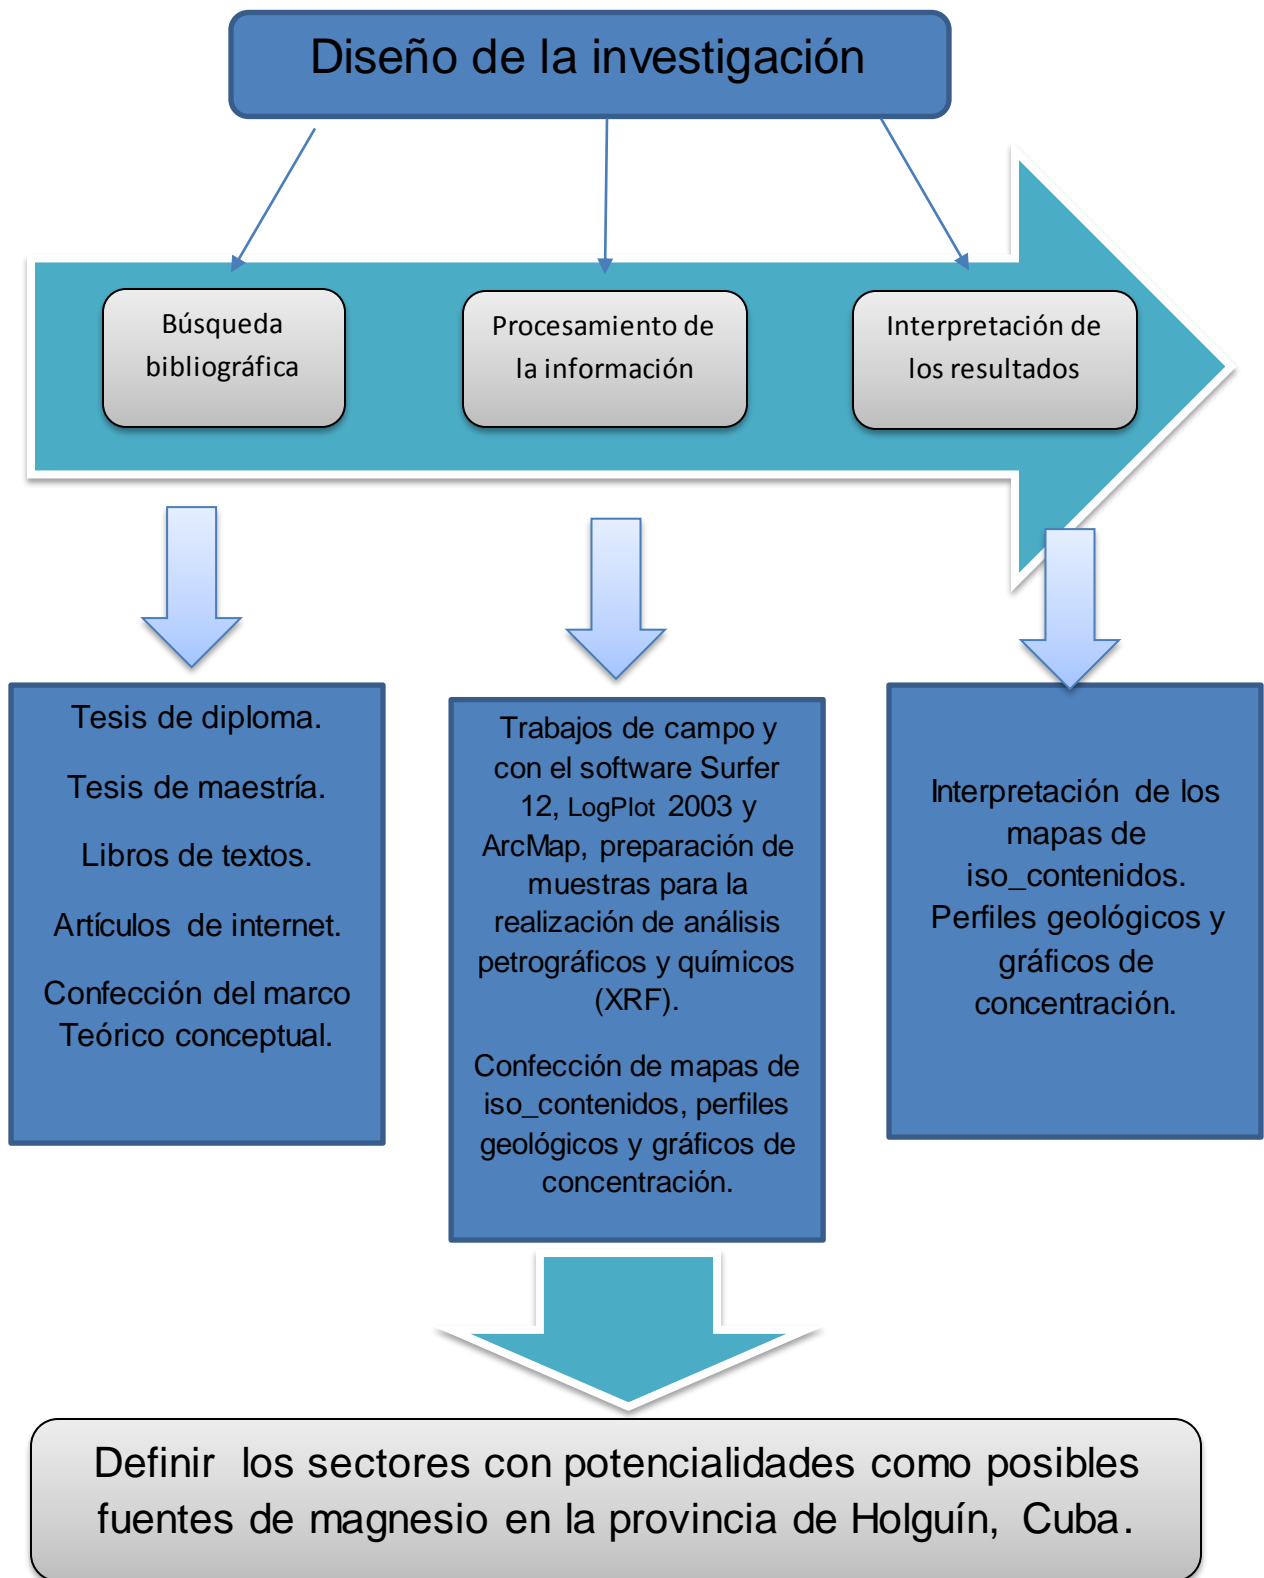 Diseño de la investigación
Búsqueda
bibliográfica
Procesamiento de
la información
Interpretación de
los resultados
Tesis de diploma.
Tesis de maestría.
Libros de textos.
Artículos de internet.
Confección del marco
Teórico conceptual.
Trabajos de campo y
con el software Surfer
12, LogPlot 2003 y
ArcMap, preparación de
muestras para la
realización de análisis
petrográficos y químicos
(XRF).
Confección de mapas de
iso_contenidos, perfiles
geológicos y gráficos de
concentración.
Interpretación de los
mapas de
iso_contenidos.
Perfiles geológicos y
gráficos de
concentración.
Definir los sectores con potencialidades como posibles
fuentes de magnesio en la provincia de Holguín, Cuba.